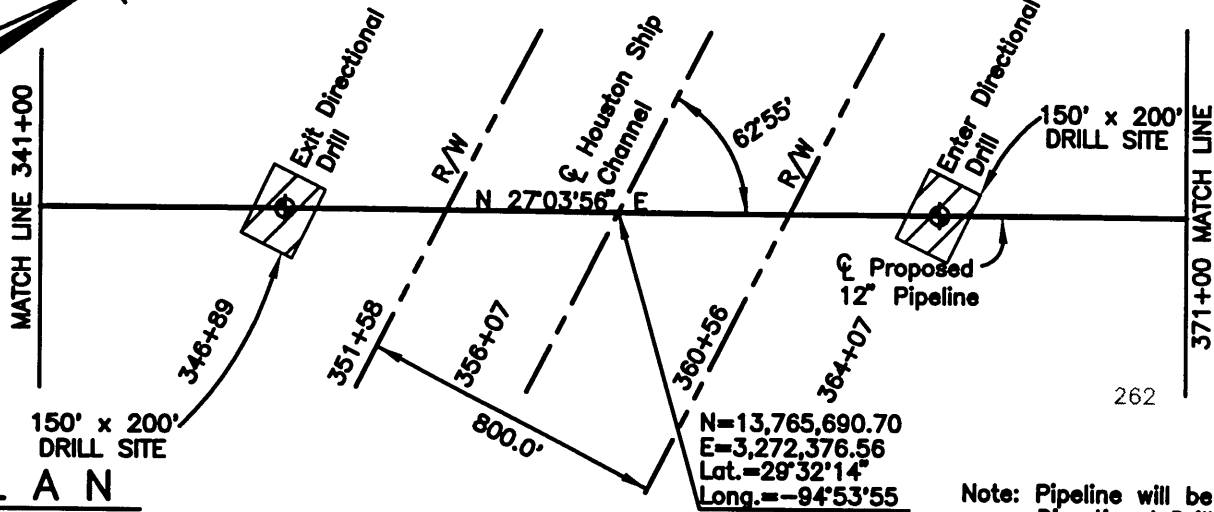 MATCH LINE 341+00
Exit Directional
Drill
R/W
℄ Houston Ship
Channel
62°55'
R/W
Enter Directional
Drill
150' x 200'
DRILL SITE
371+00 MATCH LINE
N 27°03'56" E
℄ Proposed
12" Pipeline
346+89
351+58
356+07
360+56
364+07
262
150' x 200'
DRILL SITE
800.0'
N=13,765,690.70
E=3,272,376.56
Lat.=29°32'14"
Long.=-94°53'55
L A N
Note: Pipeline will be
Directional Drill